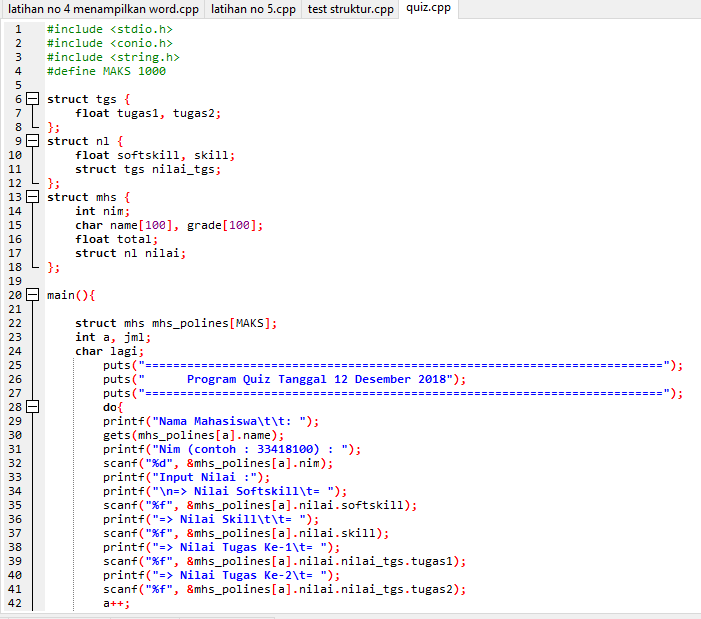 latihan no 4 menampilkan word.cpp latihan no 5.cpp test struktur.cpp quiz.cpp
1 #include <stdio.h>
2 #include <conio.h>
3 #include <string.h>
4 #define MAKS 1000
5
6 struct tgs {
7 float tugas1, tugas2;
8 };
9 struct nl {
10 float softskill, skill;
11 struct tgs nilai_tgs;
12 };
13 struct mhs {
14 int nim;
15 char name[100], grade[100];
16 float total;
17 struct nl nilai;
18 };
19
20 main(){
21
22 struct mhs mhs_polines[MAKS];
23 int a, jml;
24 char lagi;
25 puts("=============================================================================");
26 puts("      Program Quiz Tanggal 12 Desember 2018");
27 puts("=============================================================================");
28 do{
29 printf("Nama Mahasiswa\t\t: ");
30 gets(mhs_polines[a].name);
31 printf("Nim (contoh : 33418100) : ");
32 scanf("%d", &mhs_polines[a].nim);
33 printf("Input Nilai :");
34 printf("\n=> Nilai Softskill\t= ");
35 scanf("%f", &mhs_polines[a].nilai.softskill);
36 printf("=> Nilai Skill\t\t= ");
37 scanf("%f", &mhs_polines[a].nilai.skill);
38 printf("=> Nilai Tugas Ke-1\t= ");
39 scanf("%f", &mhs_polines[a].nilai.nilai_tgs.tugas1);
40 printf("=> Nilai Tugas Ke-2\t= ");
41 scanf("%f", &mhs_polines[a].nilai.nilai_tgs.tugas2);
42 a++;